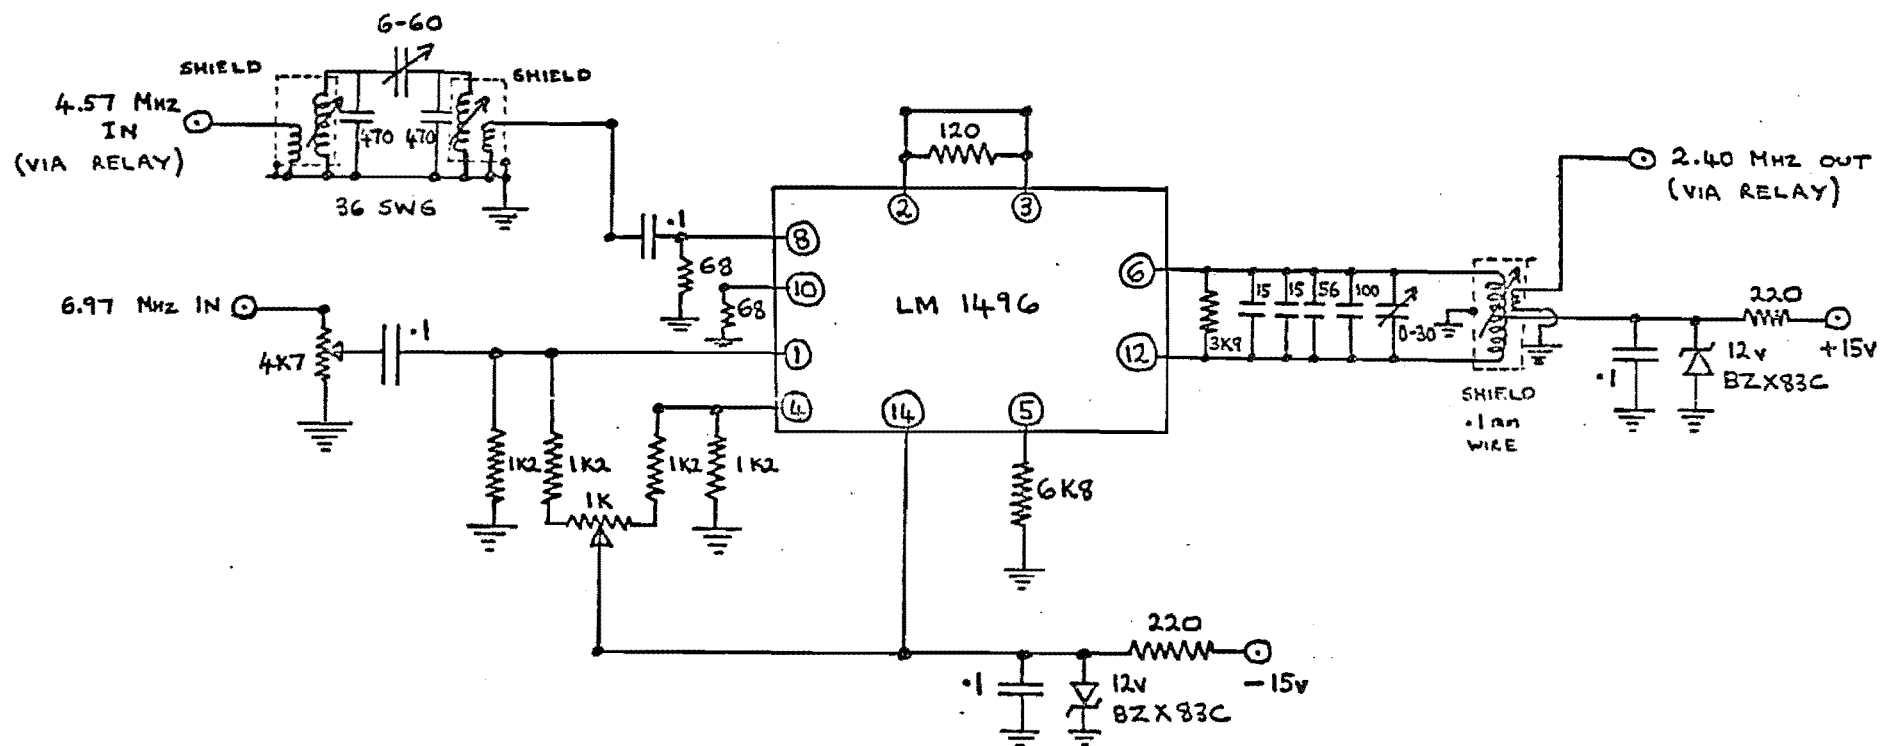 6-60
SHIELD
SHIELD
4.57 MHz
IN
(VIA RELAY)
470
470
36 SWG
120
2
3
2.40 MHz OUT
(VIA RELAY)
.1
8
68
10
68
6.97 MHz IN
4K7
.1
1
4
LM 1496
14
5
6
12
3K9
15
15
56
100
0-30
220
+15v
12v
BZX83C
.1
SHIELD
.1mm
WIRE
1K2
1K2
1K2
1K2
1K
6K8
220
-15v
.1
12v
BZX83C